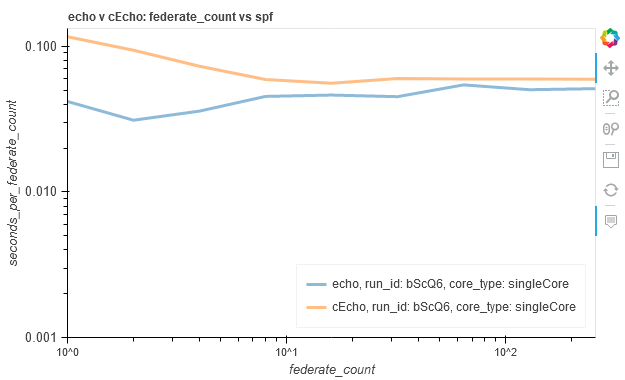 echo v cEcho: federate_count vs spf
0.100
0.010
0.001
seconds_per_federate_count
echo, run_id: bScQ6, core_type: singleCore
cEcho, run_id: bScQ6, core_type: singleCore
10^0
10^1
10^2
federate_count